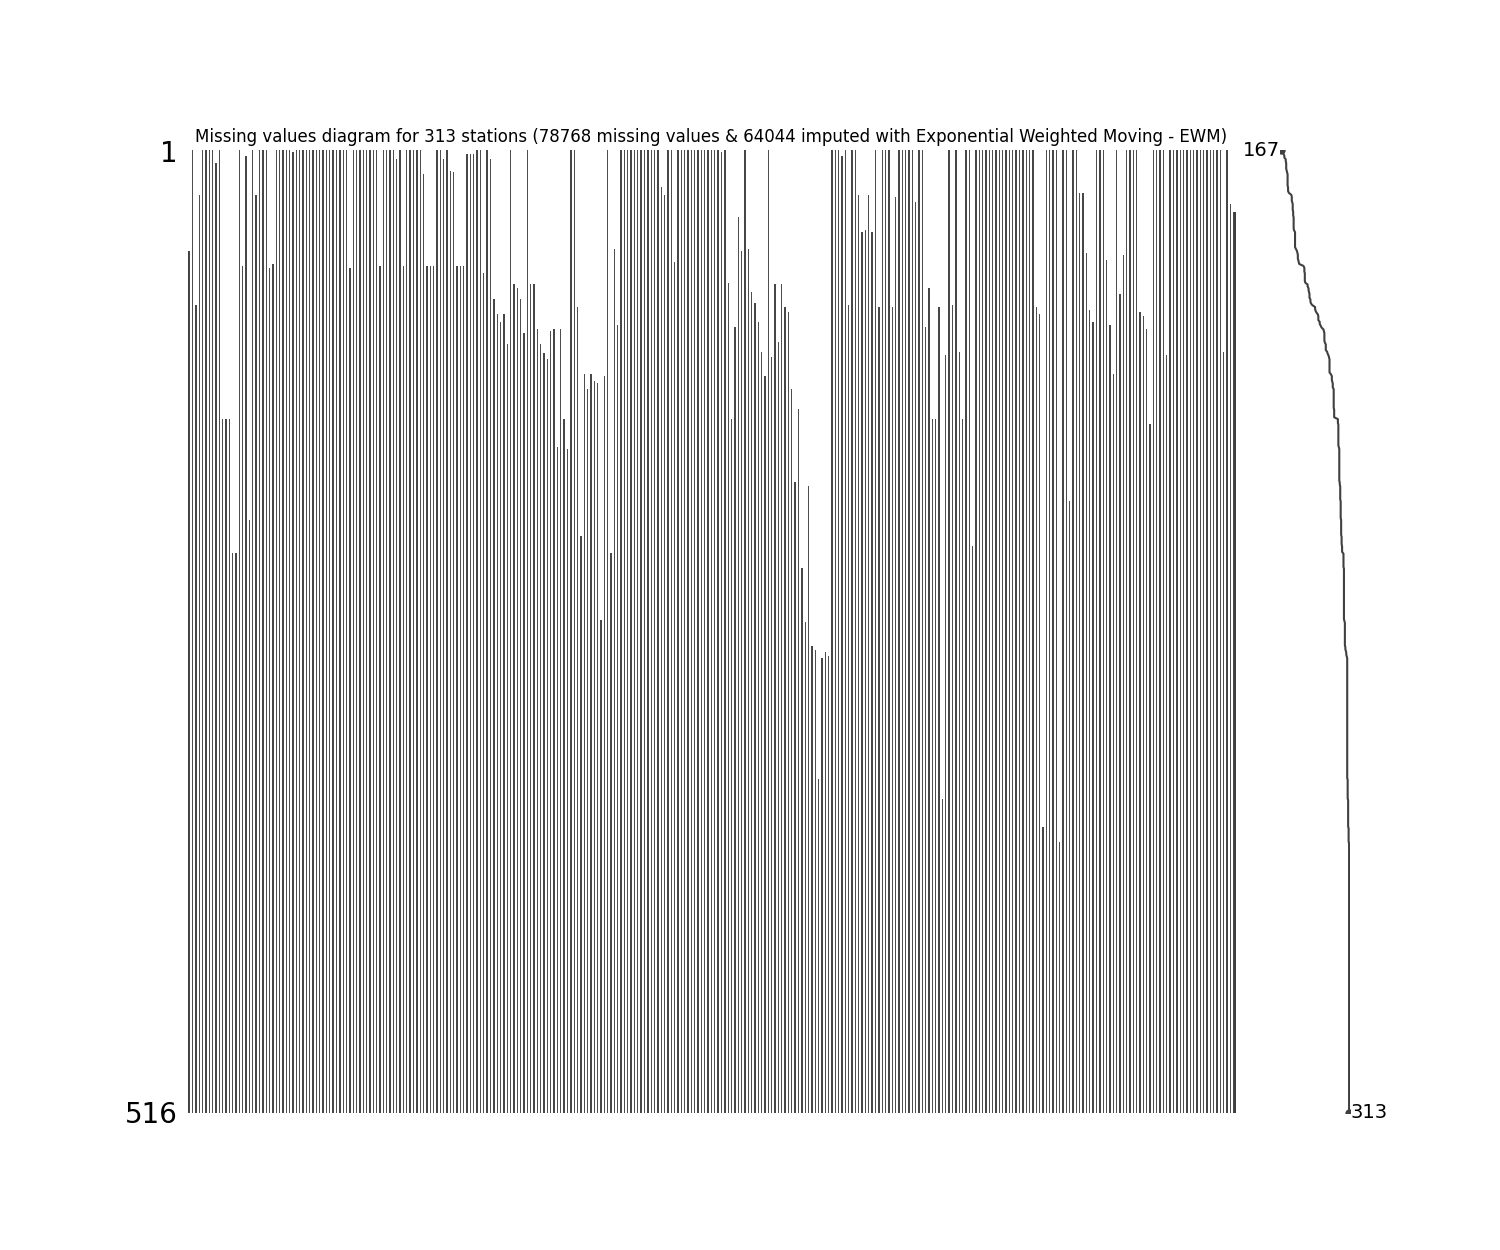 Missing values diagram for 313 stations (78768 missing values & 64044 imputed with Exponential Weighted Moving - EWM)
1
167
516
313